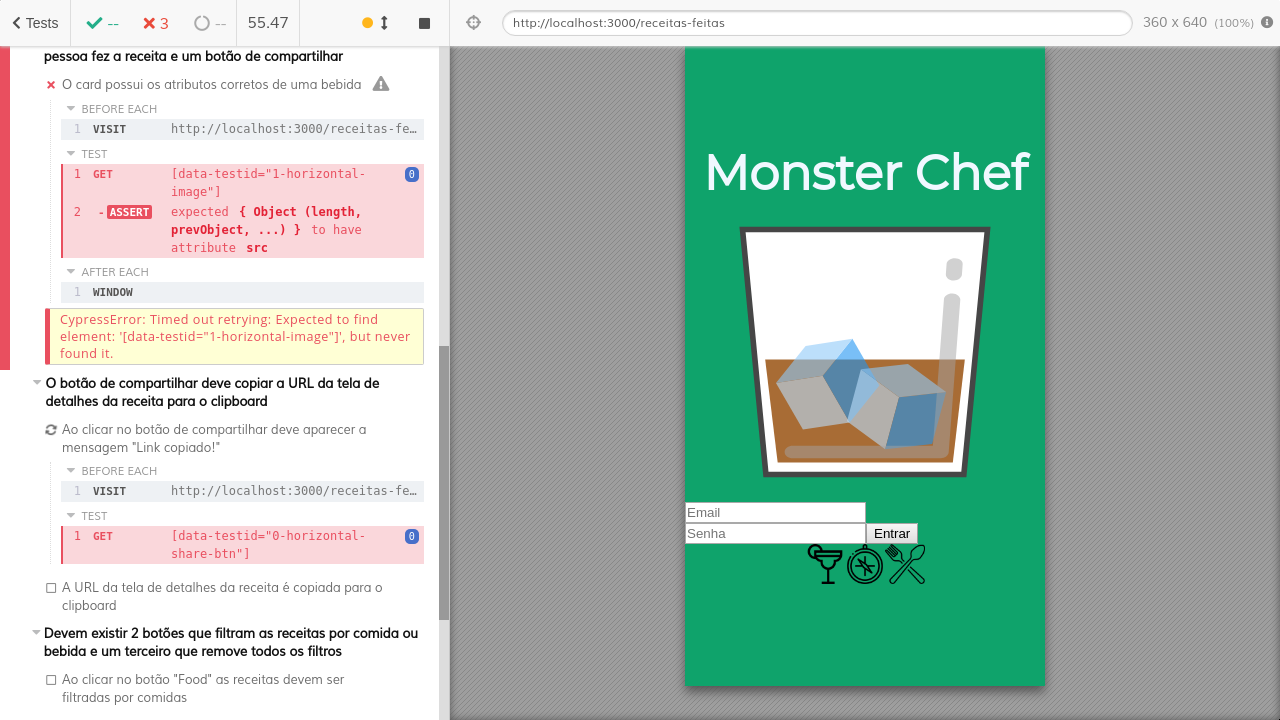 Tests
--
3
--
55.47
http://localhost:3000/receitas-feitas
360 x 640 (100%)
pessoa fez a receita e um botão de compartilhar
O card possui os atributos corretos de uma bebida
BEFORE EACH
1 VISIT http://localhost:3000/receitas-fe…
TEST
1 GET [data-testid="1-horizontal-
image"] 0
2 -ASSERT expected { Object (length,
prevObject, ...) } to have
attribute src
AFTER EACH
1 WINDOW
CypressError: Timed out retrying: Expected to find
element: '[data-testid="1-horizontal-image"]', but never
found it.
O botão de compartilhar deve copiar a URL da tela de
detalhes da receita para o clipboard
Ao clicar no botão de compartilhar deve aparecer a
mensagem "Link copiado!"
BEFORE EACH
1 VISIT http://localhost:3000/receitas-fe…
TEST
1 GET [data-testid="0-horizontal-
share-btn"] 0
A URL da tela de detalhes da receita é copiada para o
clipboard
Devem existir 2 botões que filtram as receitas por comida ou
bebida e um terceiro que remove todos os filtros
Ao clicar no botão "Food" as receitas devem ser
filtradas por comidas
Monster Chef
Email
Senha
Entrar